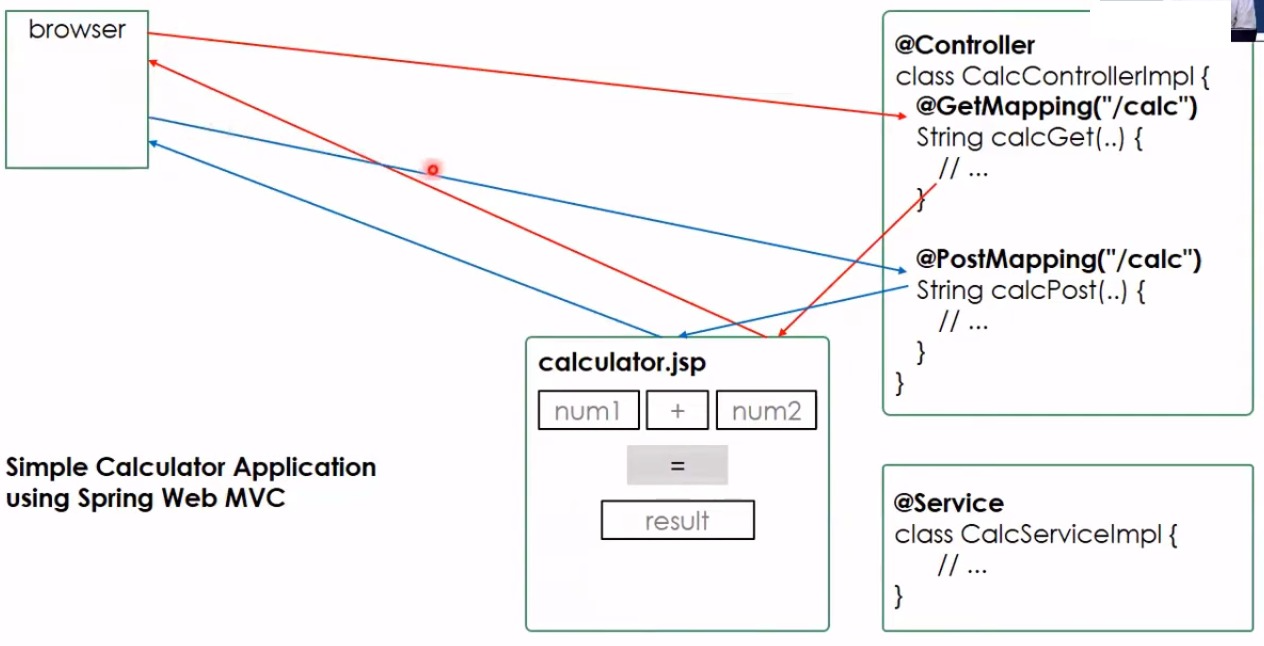 browser
@Controller
class CalcControllerImpl {
@GetMapping("/calc")
String calcGet(..) {
// ...
}
@PostMapping("/calc")
String calcPost(..) {
// ...
}
}
calculator.jsp
num1 + num2
=
result
Simple Calculator Application
using Spring Web MVC
@Service
class CalcServiceImpl {
// ...
}